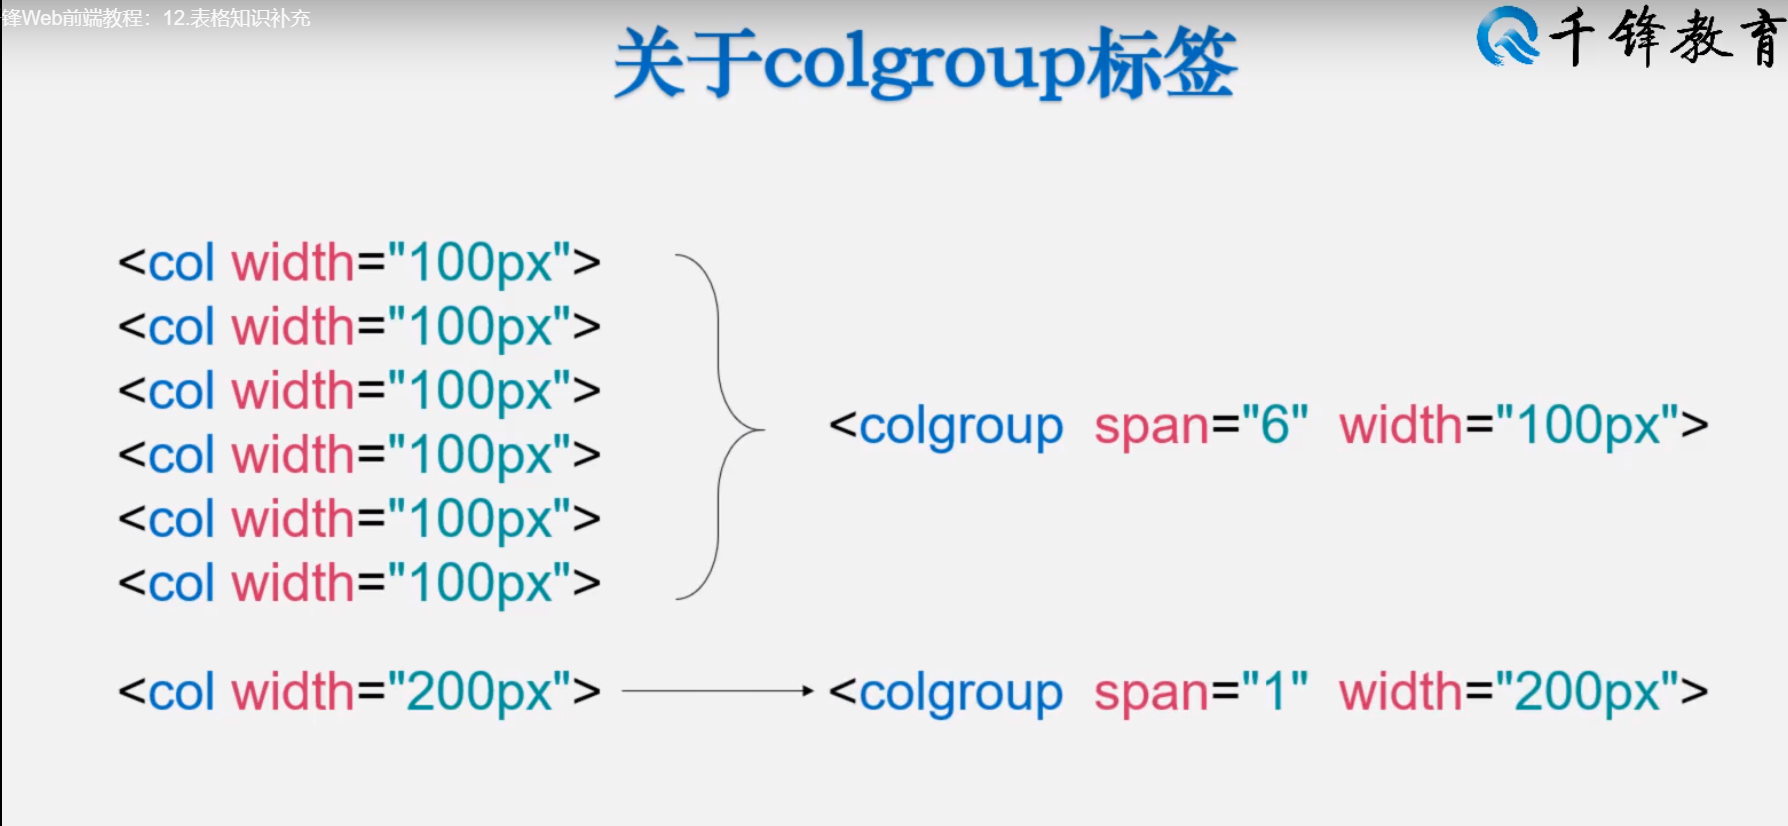 锋Web前端教程：12.表格知识补充
千锋教育
关于colgroup标签
<col width="100px">
<col width="100px">
<col width="100px">
<col width="100px">
<col width="100px">
<col width="100px">
<colgroup  span="6"  width="100px">
<col width="200px">
<colgroup  span="1"  width="200px">